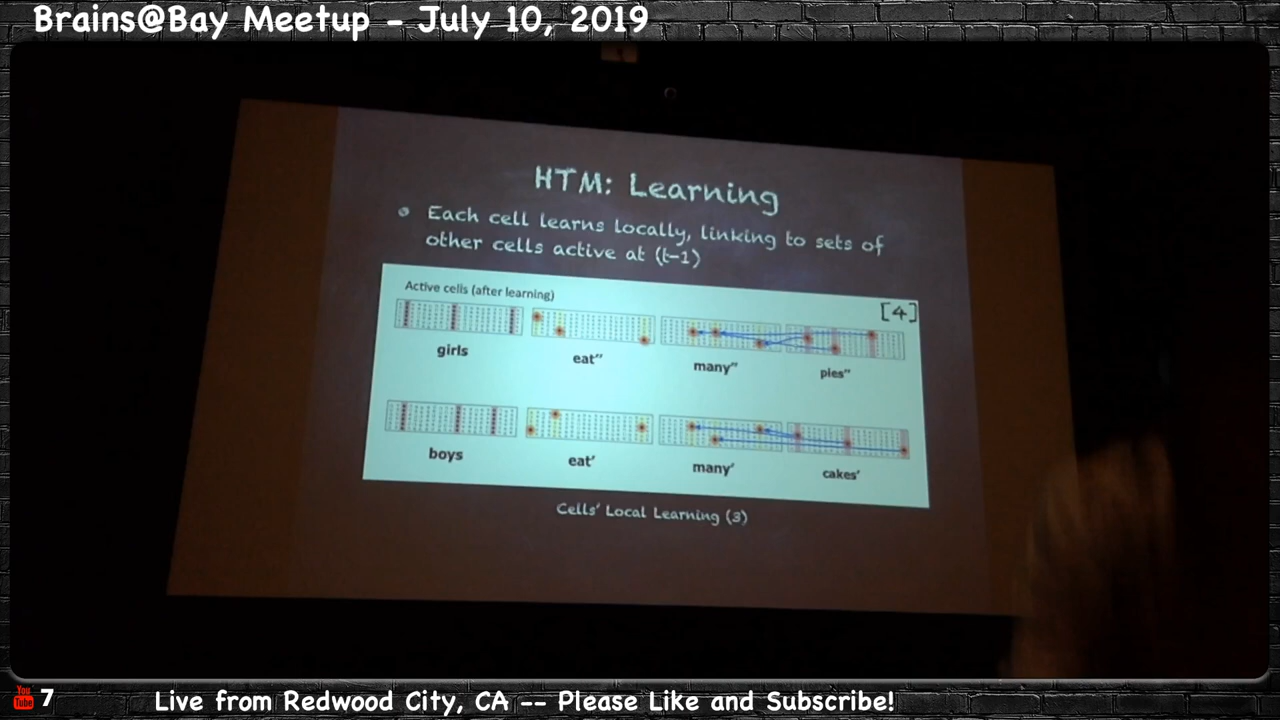 Brains@Bay Meetup - July 10, 2019
HTM: Learning
Each cell learns locally, linking to sets of
other cells active at (t-1)
Active cells (after learning)
[4]
girls
eat”
many”
pies”
boys
eat’
many’
cakes’
Cells’ Local Learning (3)
You
Tube
7
Live from Redwood City, CA -- Please Like and Subscribe!